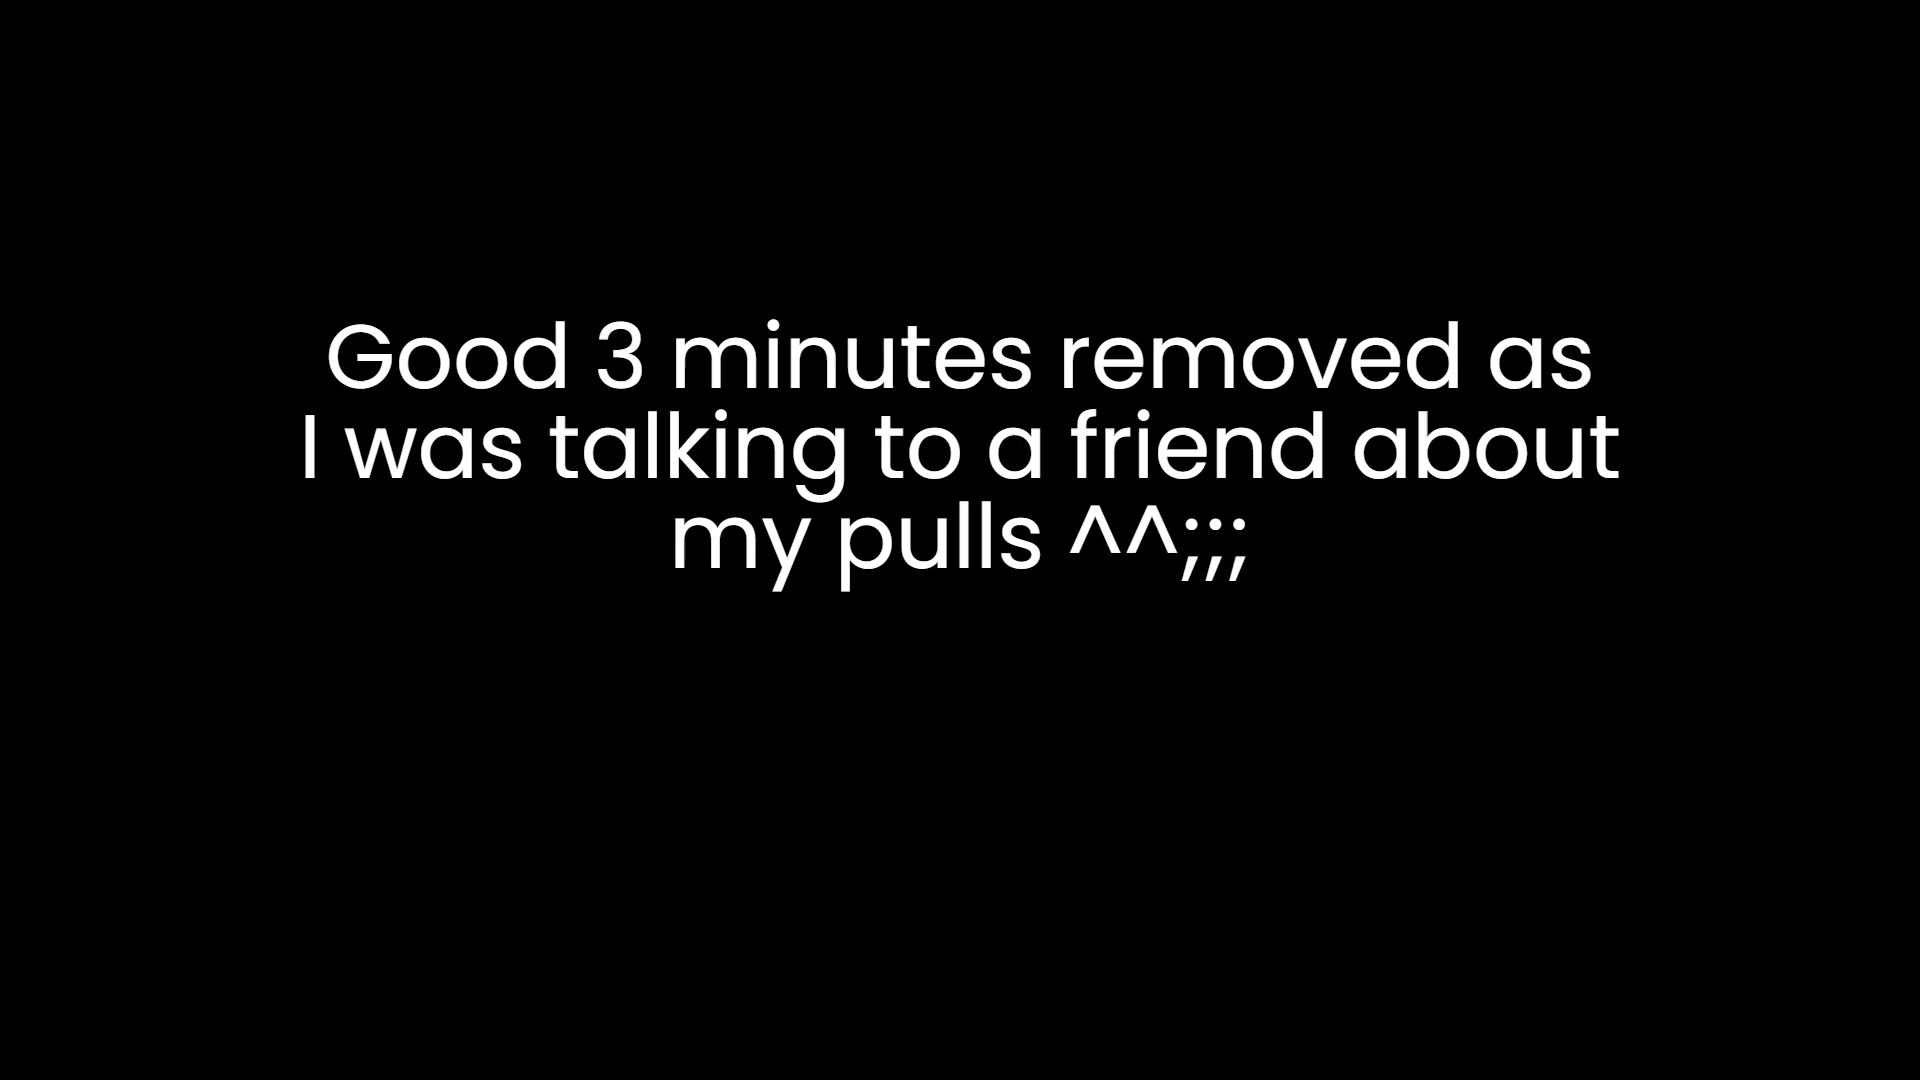 Good 3 minutes removed as
I was talking to a friend about
my pulls ^^;;;